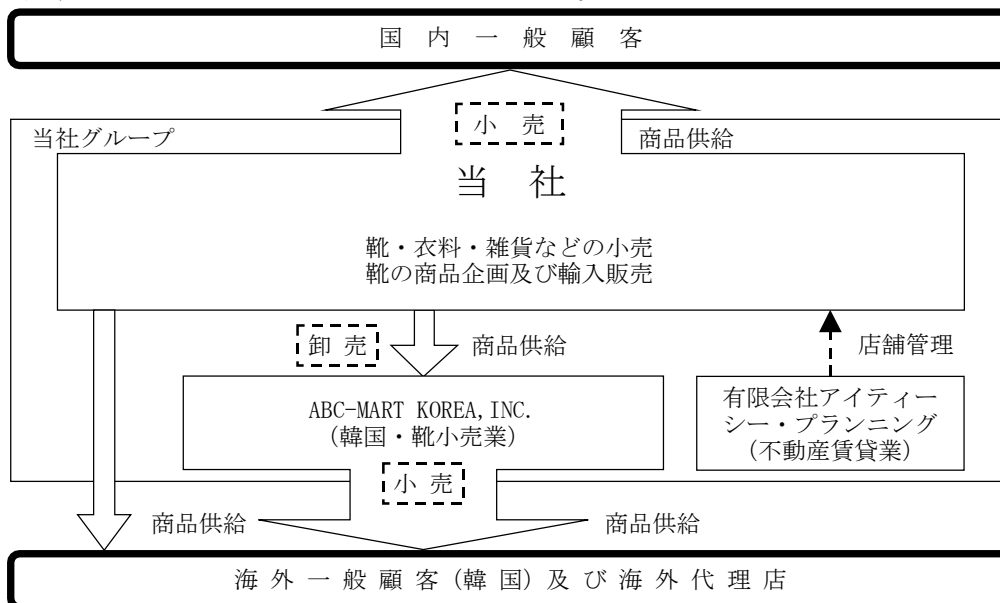 国内一般顧客
小売
当社グループ
商品供給
当社
靴・衣料・雑貨などの小売
靴の商品企画及び輸入販売
卸売
商品供給
店舗管理
ABC-MART KOREA,INC.
(韓国・靴小売業)
有限会社アイティー
シー・プランニング
(不動産賃貸業)
小売
商品供給
商品供給
海外一般顧客(韓国)及び海外代理店